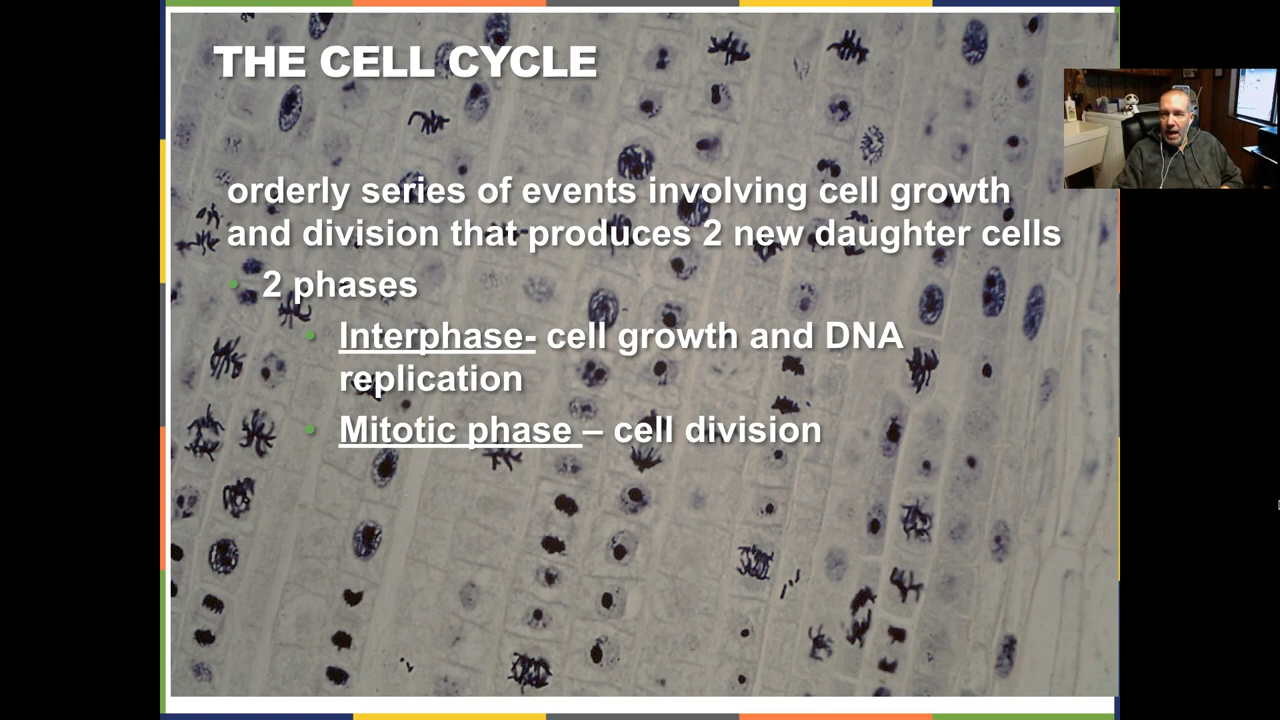 THE CELL CYCLE
orderly series of events involving cell growth
and division that produces 2 new daughter cells
• 2 phases
• Interphase- cell growth and DNA
replication
• Mitotic phase – cell division